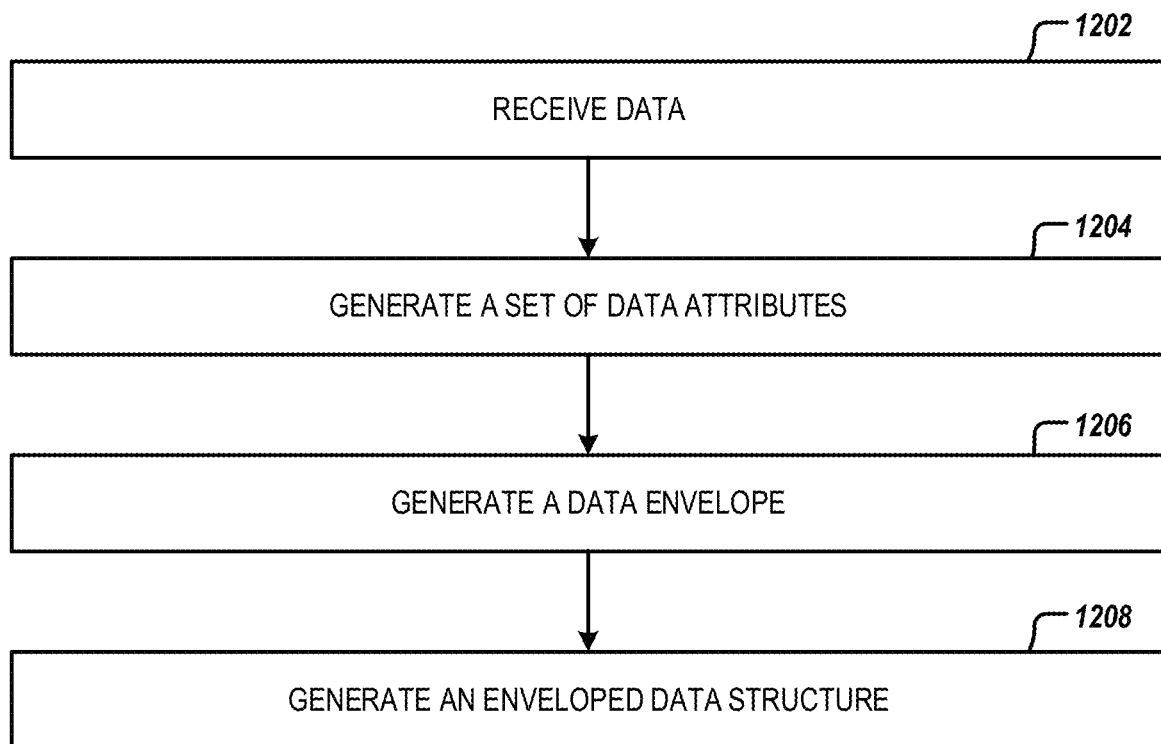 1202
RECEIVE DATA
1204
GENERATE A SET OF DATA ATTRIBUTES
1206
GENERATE A DATA ENVELOPE
1208
GENERATE AN ENVELOPED DATA STRUCTURE